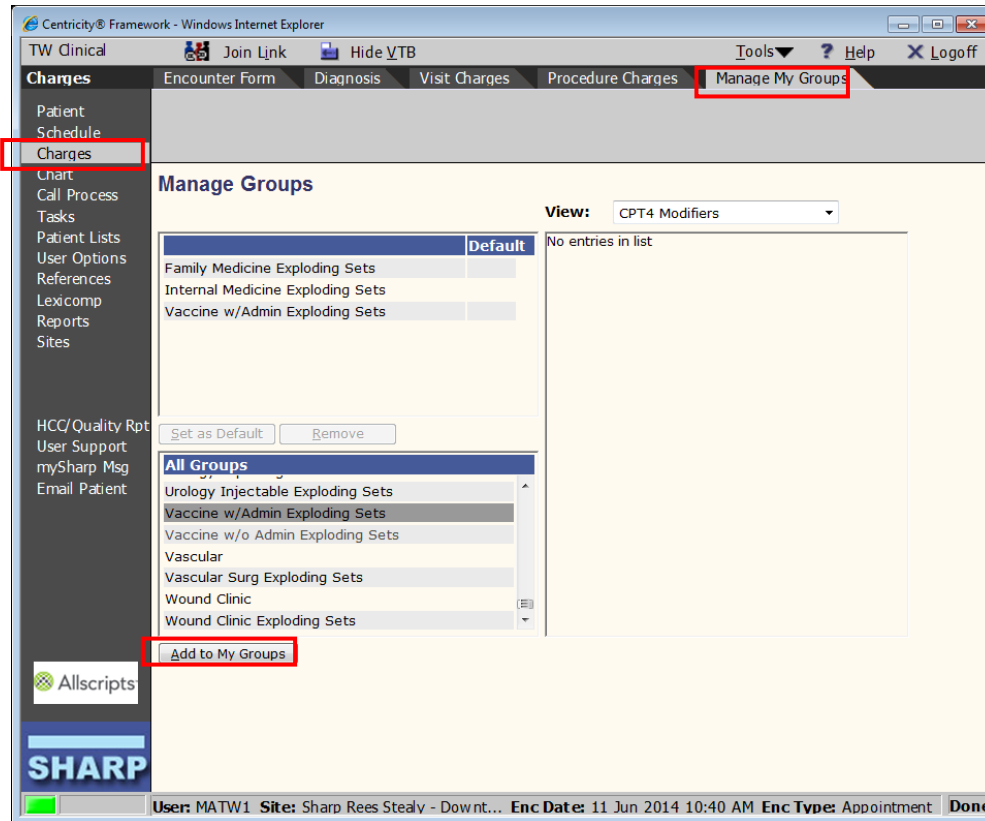 Centricity® Framework - Windows Internet Explorer
TW Clinical Join Link Hide VTB Tools Help Logoff
Charges Encounter Form Diagnosis Visit Charges Procedure Charges Manage My Groups
Patient
Schedule
Charges
Chart
Call Process
Tasks
Patient Lists
User Options
References
Lexicomp
Reports
Sites
HCC/Quality Rpt
User Support
mySharp Msg
Email Patient
Manage Groups
View: CPT4 Modifiers
Default
Family Medicine Exploding Sets
Internal Medicine Exploding Sets
Vaccine w/Admin Exploding Sets
No entries in list
Set as Default Remove
All Groups
Urology Injectable Exploding Sets
Vaccine w/Admin Exploding Sets
Vaccine w/o Admin Exploding Sets
Vascular
Vascular Surg Exploding Sets
Wound Clinic
Wound Clinic Exploding Sets
Add to My Groups
Allscripts
SHARP
User: MATW1 Site: Sharp Rees Stealy - Downt... Enc Date: 11 Jun 2014 10:40 AM Enc Type: Appointment Done